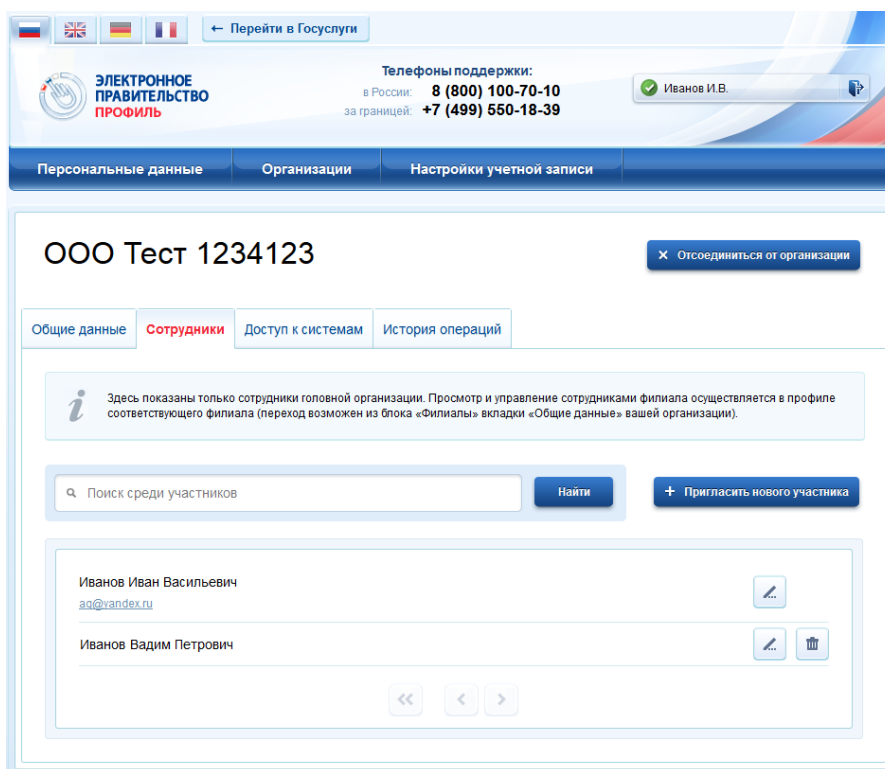 ← Перейти в Госуслуги
ЭЛЕКТРОННОЕ
ПРАВИТЕЛЬСТВО
ПРОФИЛЬ
Телефоны поддержки:
в России: 8 (800) 100-70-10
за границей: +7 (499) 550-18-39
Иванов И.В.
Персональные данные Организации Настройки учетной записи
ООО Тест 1234123
× Отсоединиться от организации
Общие данные Сотрудники Доступ к системам История операций
Здесь показаны только сотрудники головной организации. Просмотр и управление сотрудниками филиала осуществляется в профиле
соответствующего филиала (переход возможен из блока «Филиалы» вкладки «Общие данные» вашей организации).
Поиск среди участников Найти + Пригласить нового участника
Иванов Иван Васильевич
aq@yandex.ru
Иванов Вадим Петрович